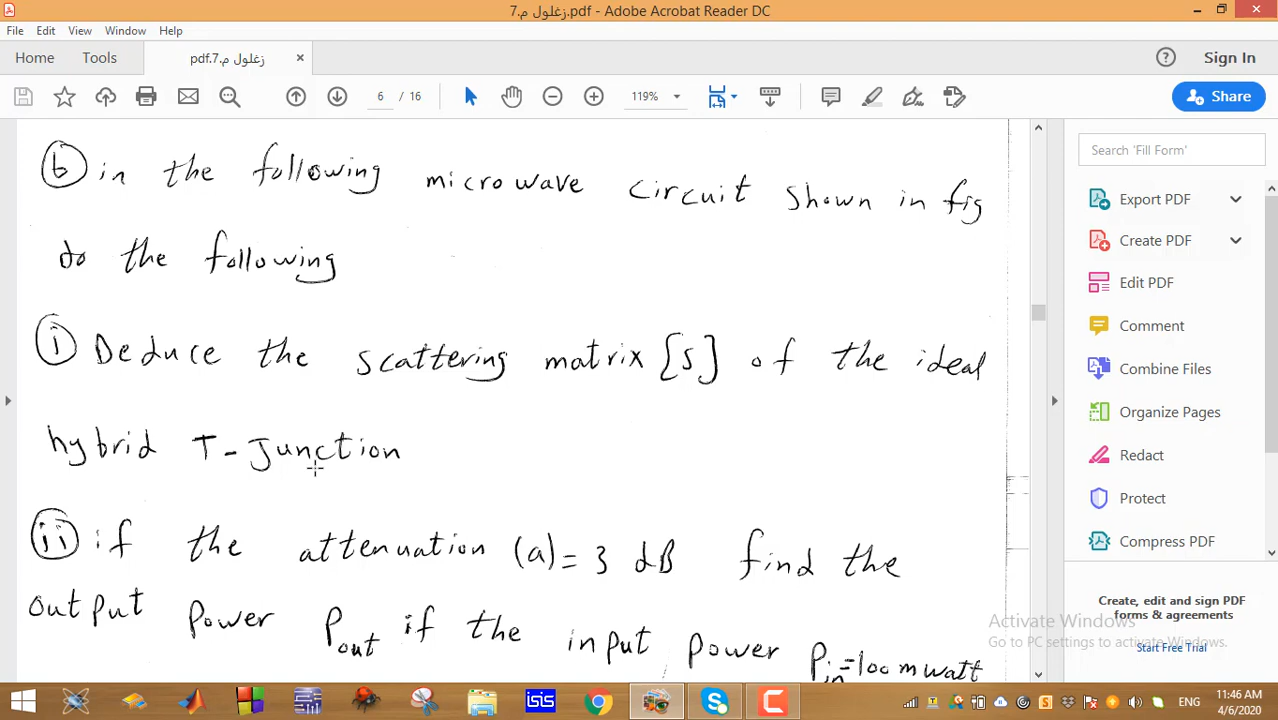 زغلول م.7.pdf - Adobe Acrobat Reader DC
File Edit View Window Help
Home Tools زغلول م.7.pdf × Sign In
6 / 16 119% Share
ⓑ in the following microwave circuit shown in fig
do the following
ⓘ Deduce the scattering matrix [S] of the ideal
hybrid T-Junction
ⓘⓘ if the attenuation (a) = 3 dB find the
output power Pout if the input power Pin=100 mwatt
Search 'Fill Form'
Export PDF
Create PDF
Edit PDF
Comment
Combine Files
Organize Pages
Redact
Protect
Compress PDF
Create, edit and sign PDF
forms & agreements
Start Free Trial
Activate Windows
Go to PC settings to activate Windows.
isis
11:46 AM
4/6/2020